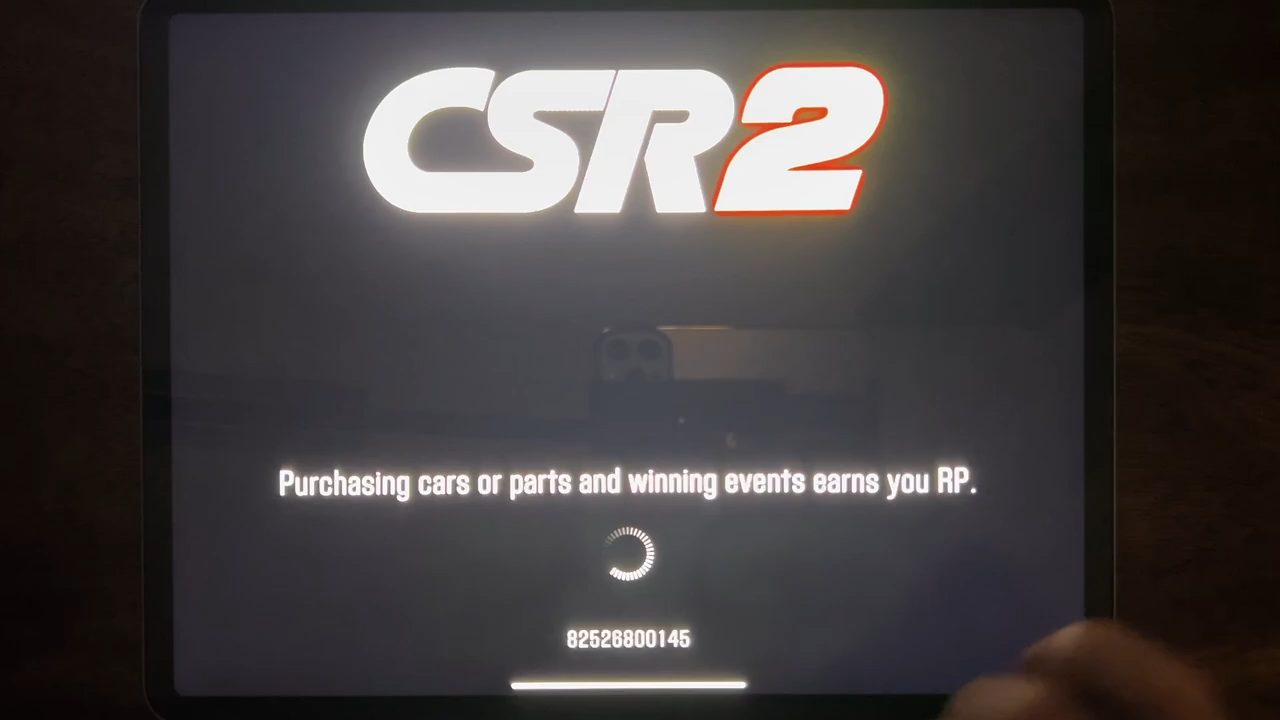 CSR2
Purchasing cars or parts and winning events earns you RP.
82526800145